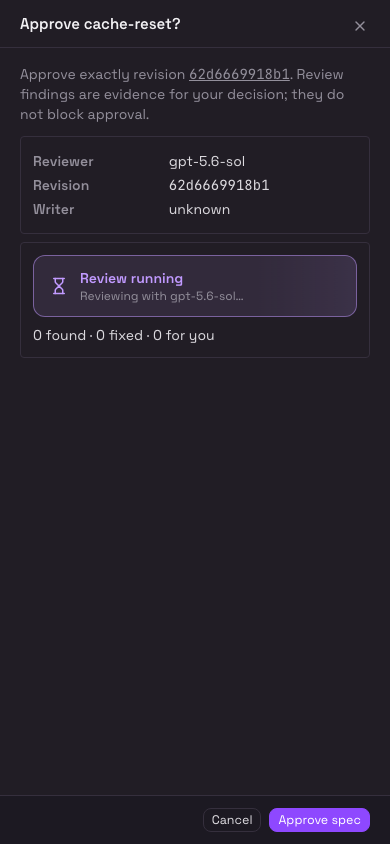 Approve cache-reset?
Approve exactly revision 62d6669918b1. Review
findings are evidence for your decision; they do
not block approval.
Reviewer gpt-5.6-sol
Revision 62d6669918b1
Writer unknown
Review running
Reviewing with gpt-5.6-sol…
0 found · 0 fixed · 0 for you
Cancel Approve spec